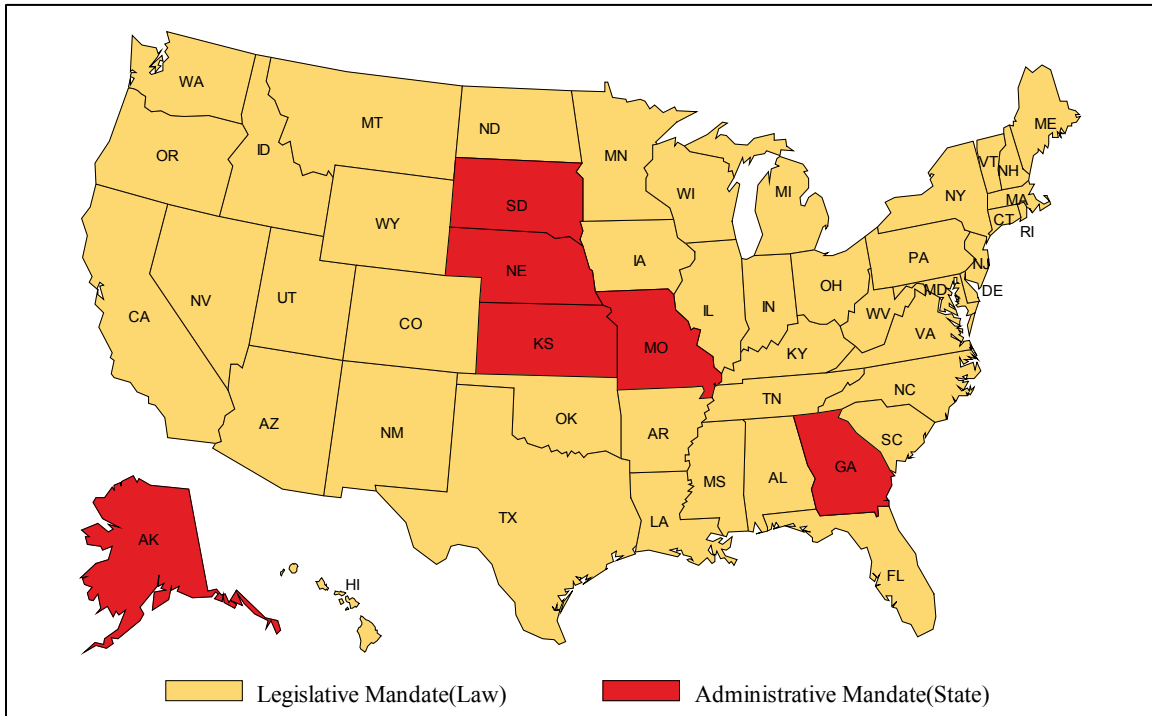 WA
MT
ND
ME
OR
ID
MN
VT
NH
WI
MI
NY
MA
WY
SD
CT
RI
IA
PA
NJ
NE
OH
MD
DE
NV
UT
IL
IN
WV
CA
CO
VA
KS
MO
KY
TN
NC
AZ
NM
OK
AR
SC
MS
AL
GA
TX
LA
AK
HI
FL
Legislative Mandate(Law)
Administrative Mandate(State)